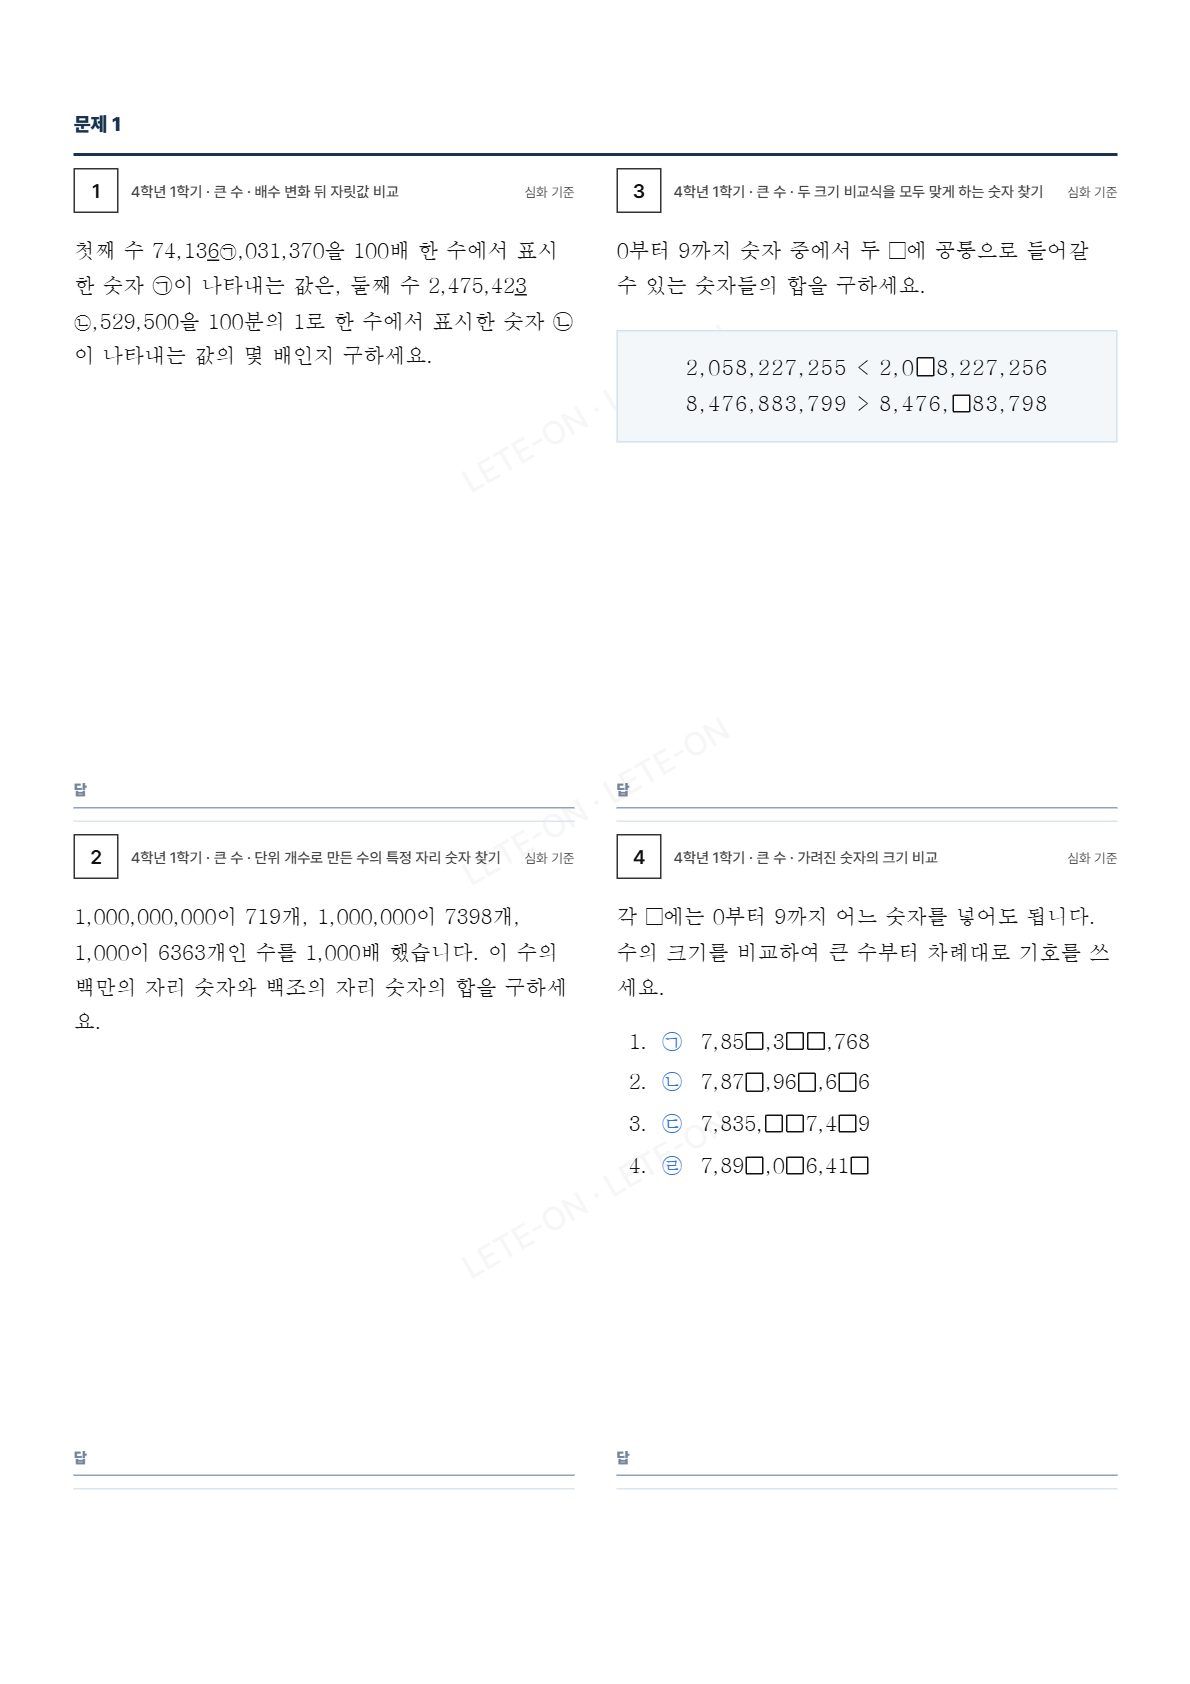 문제 1
1
4학년 1학기 · 큰 수 · 배수 변화 뒤 자릿값 비교
심화 기준
첫째 수 74,136㉠,031,370을 100배 한 수에서 표시
한 숫자 ㉠이 나타내는 값은, 둘째 수 2,475,423
㉡,529,500을 100분의 1로 한 수에서 표시한 숫자 ㉡
이 나타내는 값의 몇 배인지 구하세요.
답
2
4학년 1학기 · 큰 수 · 단위 개수로 만든 수의 특정 자리 숫자 찾기
심화 기준
1,000,000,000이 719개, 1,000,000이 7398개,
1,000이 6363개인 수를 1,000배 했습니다. 이 수의
백만의 자리 숫자와 백조의 자리 숫자의 합을 구하세
요.
답
3
4학년 1학기 · 큰 수 · 두 크기 비교식을 모두 맞게 하는 숫자 찾기
심화 기준
0부터 9까지 숫자 중에서 두 □에 공통으로 들어갈
수 있는 숫자들의 합을 구하세요.
2,058,227,255 < 2,0□8,227,256
8,476,883,799 > 8,476,□83,798
답
4
4학년 1학기 · 큰 수 · 가려진 숫자의 크기 비교
심화 기준
각 □에는 0부터 9까지 어느 숫자를 넣어도 됩니다.
수의 크기를 비교하여 큰 수부터 차례대로 기호를 쓰
세요.
1. ㉠ 7,85□,3□□,768
2. ㉡ 7,87□,96□,6□6
3. ㉢ 7,835,□□7,4□9
4. ㉣ 7,89□,0□6,41□
답
LETE-ON · L
LETE-ON · LETE-ON
LETE-ON · LETE-ON